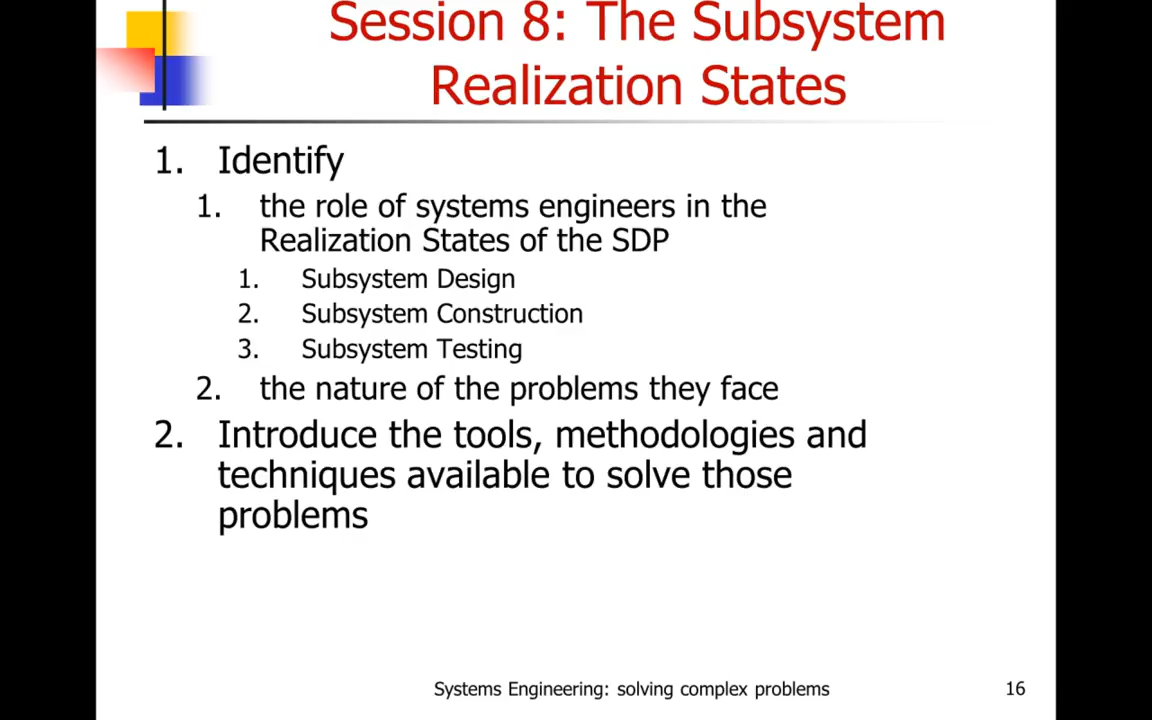 Session 8: The Subsystem
Realization States
1. Identify
1. the role of systems engineers in the
Realization States of the SDP
1. Subsystem Design
2. Subsystem Construction
3. Subsystem Testing
2. the nature of the problems they face
2. Introduce the tools, methodologies and
techniques available to solve those
problems
Systems Engineering: solving complex problems
16